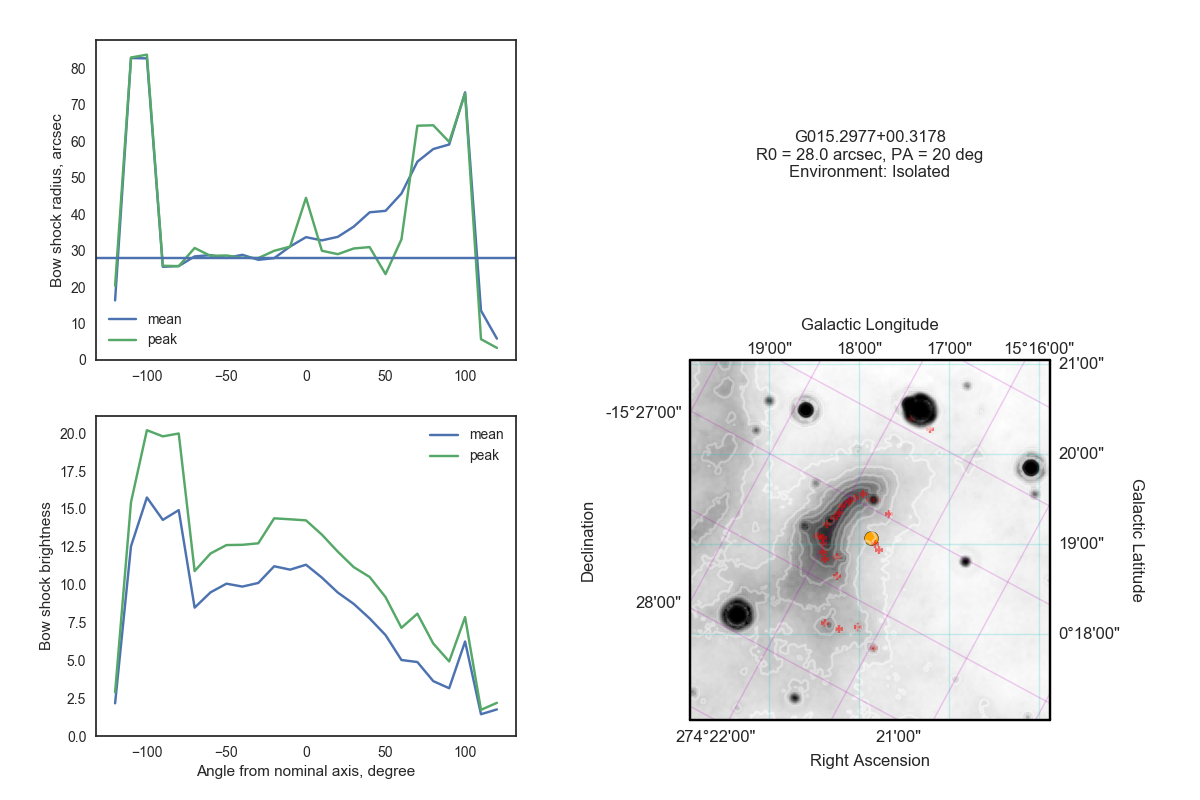 80
70
60
50
40
30
20
10
0
Bow shock radius, arcsec
mean
peak
−100
−50
0
50
100
20.0
17.5
15.0
12.5
10.0
7.5
5.0
2.5
0.0
Bow shock brightness
mean
peak
−100
−50
0
50
100
Angle from nominal axis, degree
G015.2977+00.3178
R0 = 28.0 arcsec, PA = 20 deg
Environment: Isolated
Galactic Longitude
19'00"
18'00"
17'00"
15°16'00"
21'00"
20'00"
19'00"
0°18'00"
Galactic Latitude
-15°27'00"
28'00"
Declination
274°22'00"
21'00"
Right Ascension